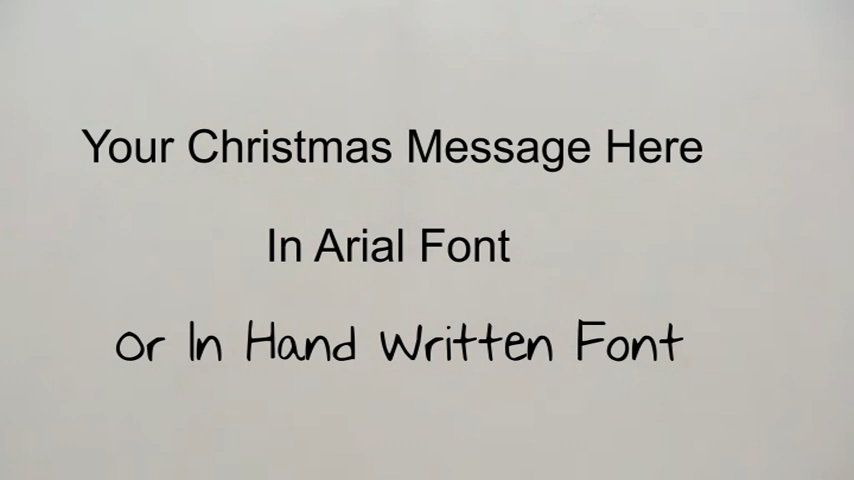 Your Christmas Message Here
In Arial Font
Or In Hand Written Font